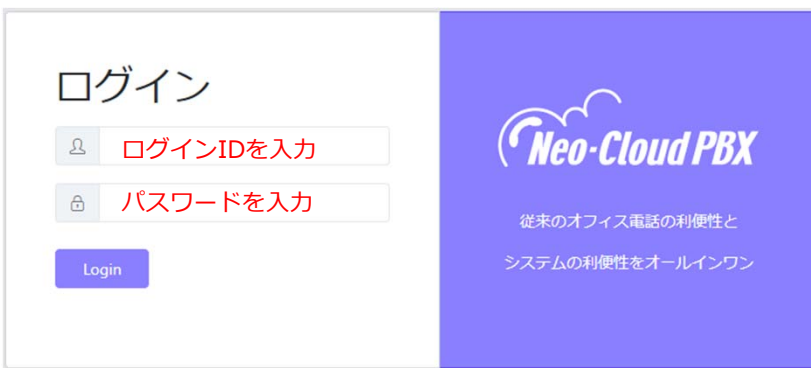 ログイン
ログインIDを入力
パスワードを入力
Login
Neo-Cloud PBX
従来のオフィス電話の利便性と
システムの利便性をオールインワン